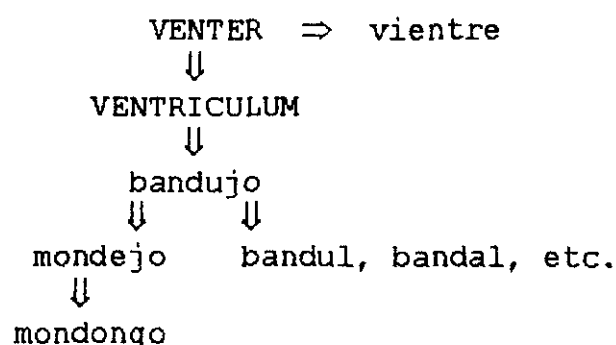 VENTER ⇒ vientre
⇓
VENTRICULUM
⇓
bandujo
⇓ ⇓
mondejo bandul, bandal, etc.
⇓
mondongo